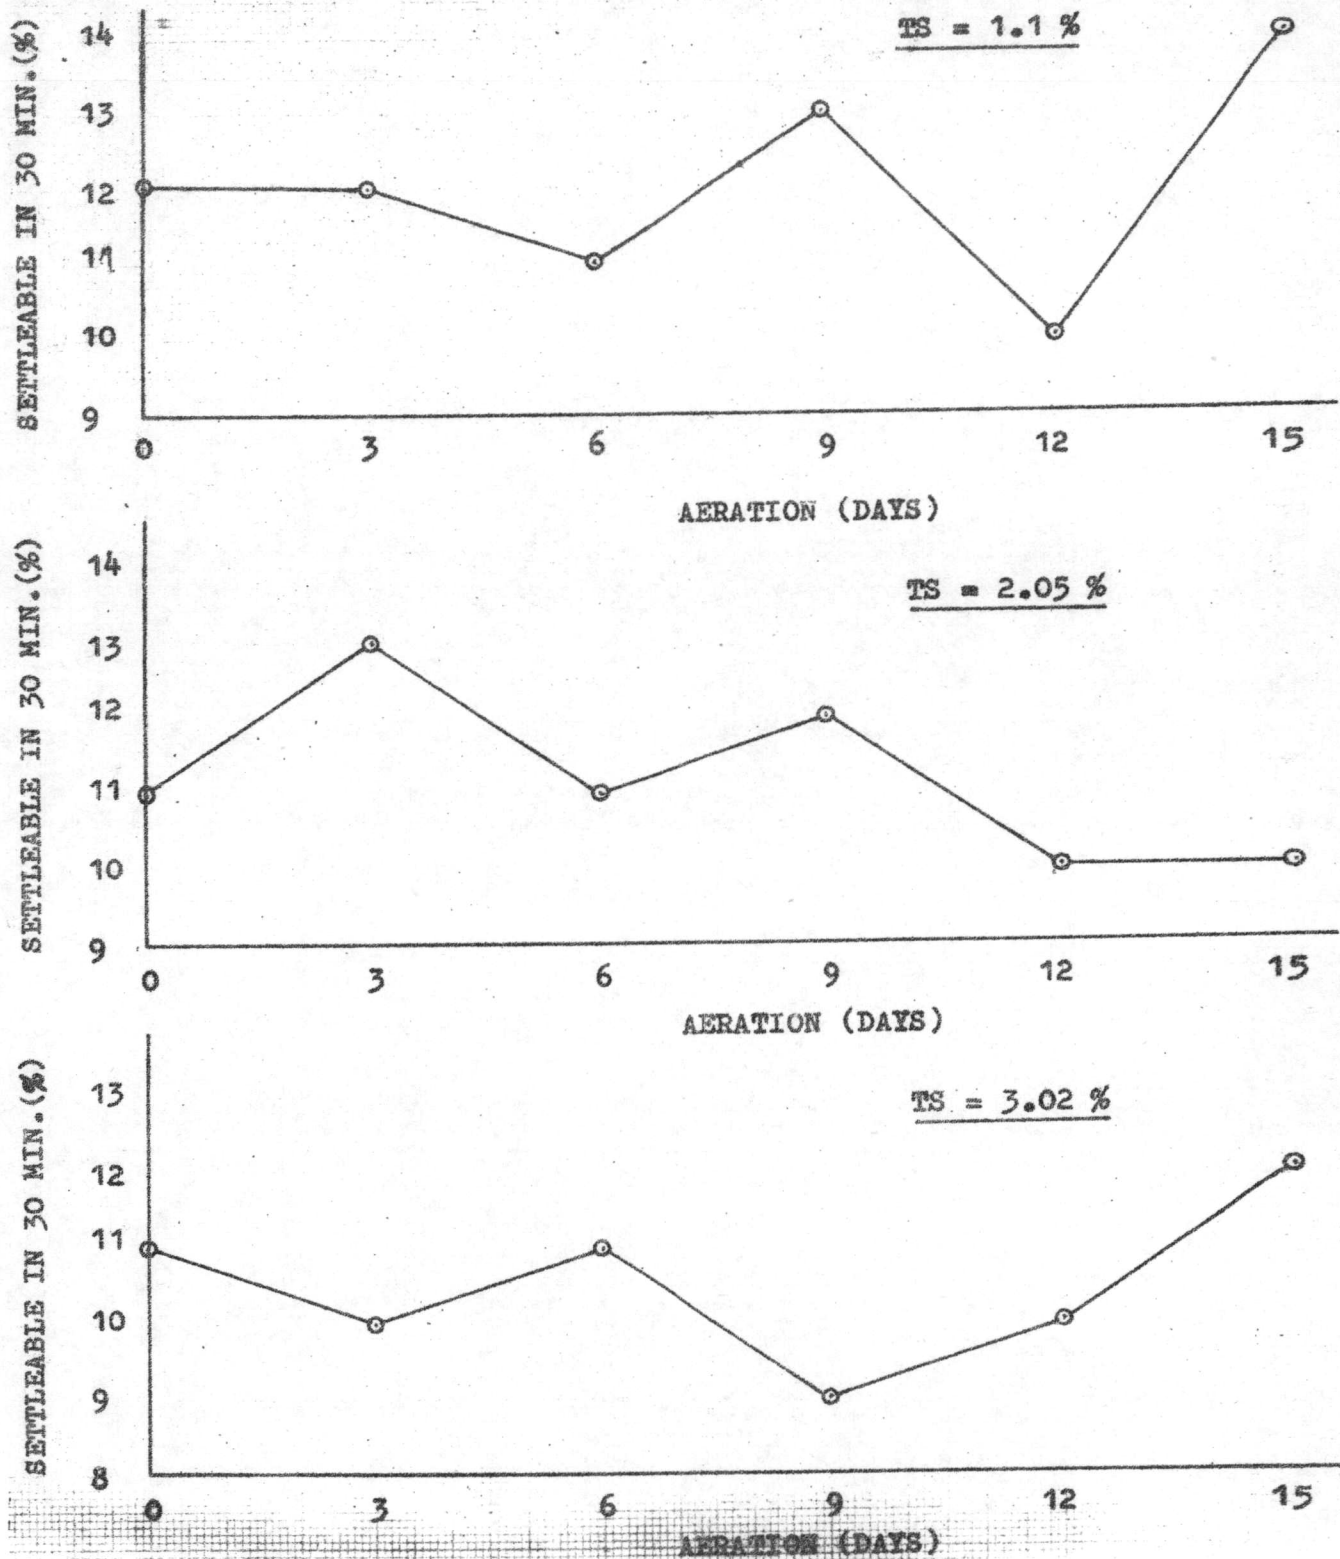 TS = 1.1 %
SETTLEABLE IN 30 MIN.(%)
14
13
12
11
10
9
0 3 6 9 12 15
AERATION (DAYS)
TS = 2.05 %
SETTLEABLE IN 30 MIN.(%)
14
13
12
11
10
9
0 3 6 9 12 15
AERATION (DAYS)
TS = 3.02 %
SETTLEABLE IN 30 MIN.(%)
13
12
11
10
9
8
0 3 6 9 12 15
AERATION (DAYS)